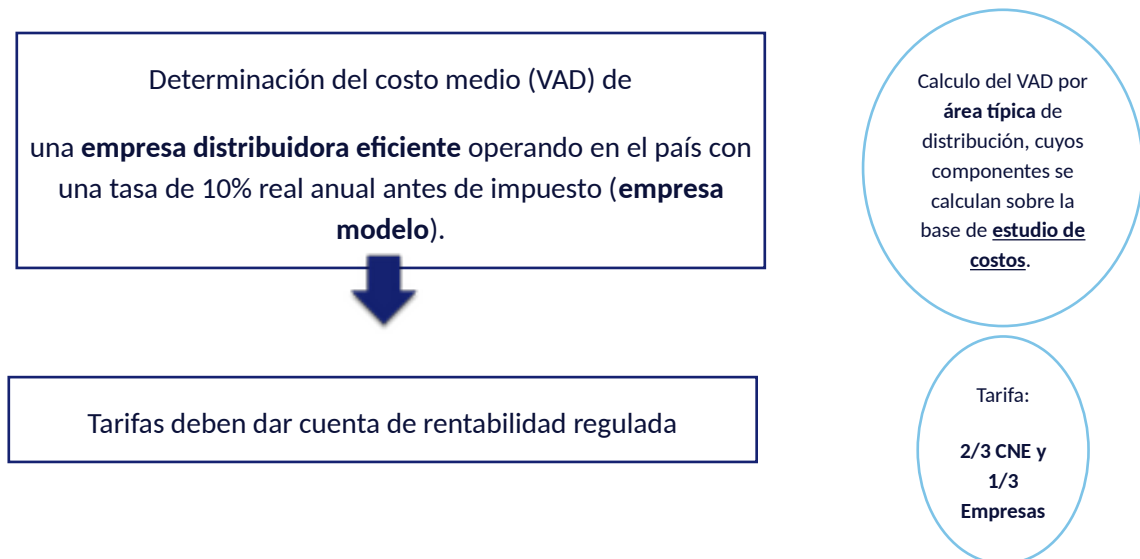 Determinación del costo medio (VAD) de
una empresa distribuidora eficiente operando en el país con
una tasa de 10% real anual antes de impuesto (empresa
modelo).
Tarifas deben dar cuenta de rentabilidad regulada
Calculo del VAD por
área típica de
distribución, cuyos
componentes se
calculan sobre la
base de estudio de
costos.
Tarifa:
2/3 CNE y
1/3
Empresas